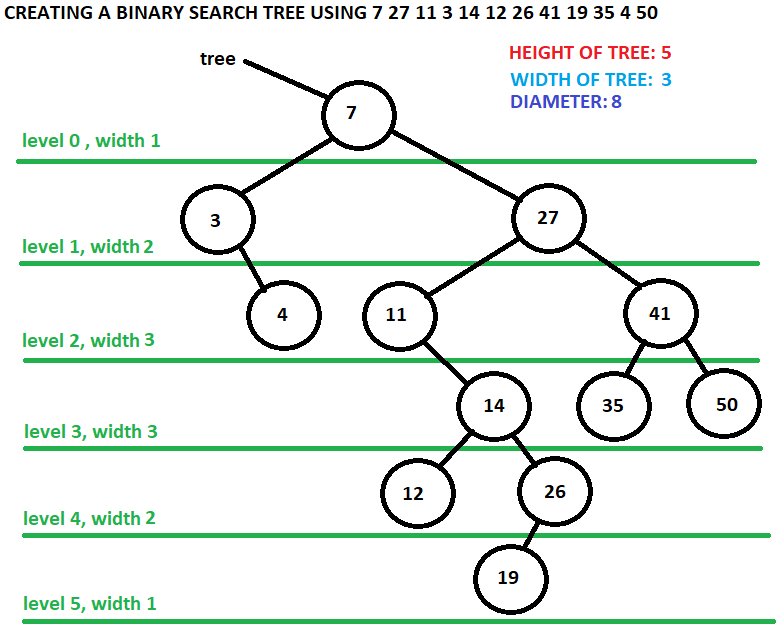 CREATING A BINARY SEARCH TREE USING 7 27 11 3 14 12 26 41 19 35 4 50
tree
HEIGHT OF TREE: 5
WIDTH OF TREE: 3
DIAMETER: 8
7
level 0 , width 1
3
27
level 1, width 2
4
11
41
level 2, width 3
14
35
50
level 3, width 3
12
26
level 4, width 2
19
level 5, width 1